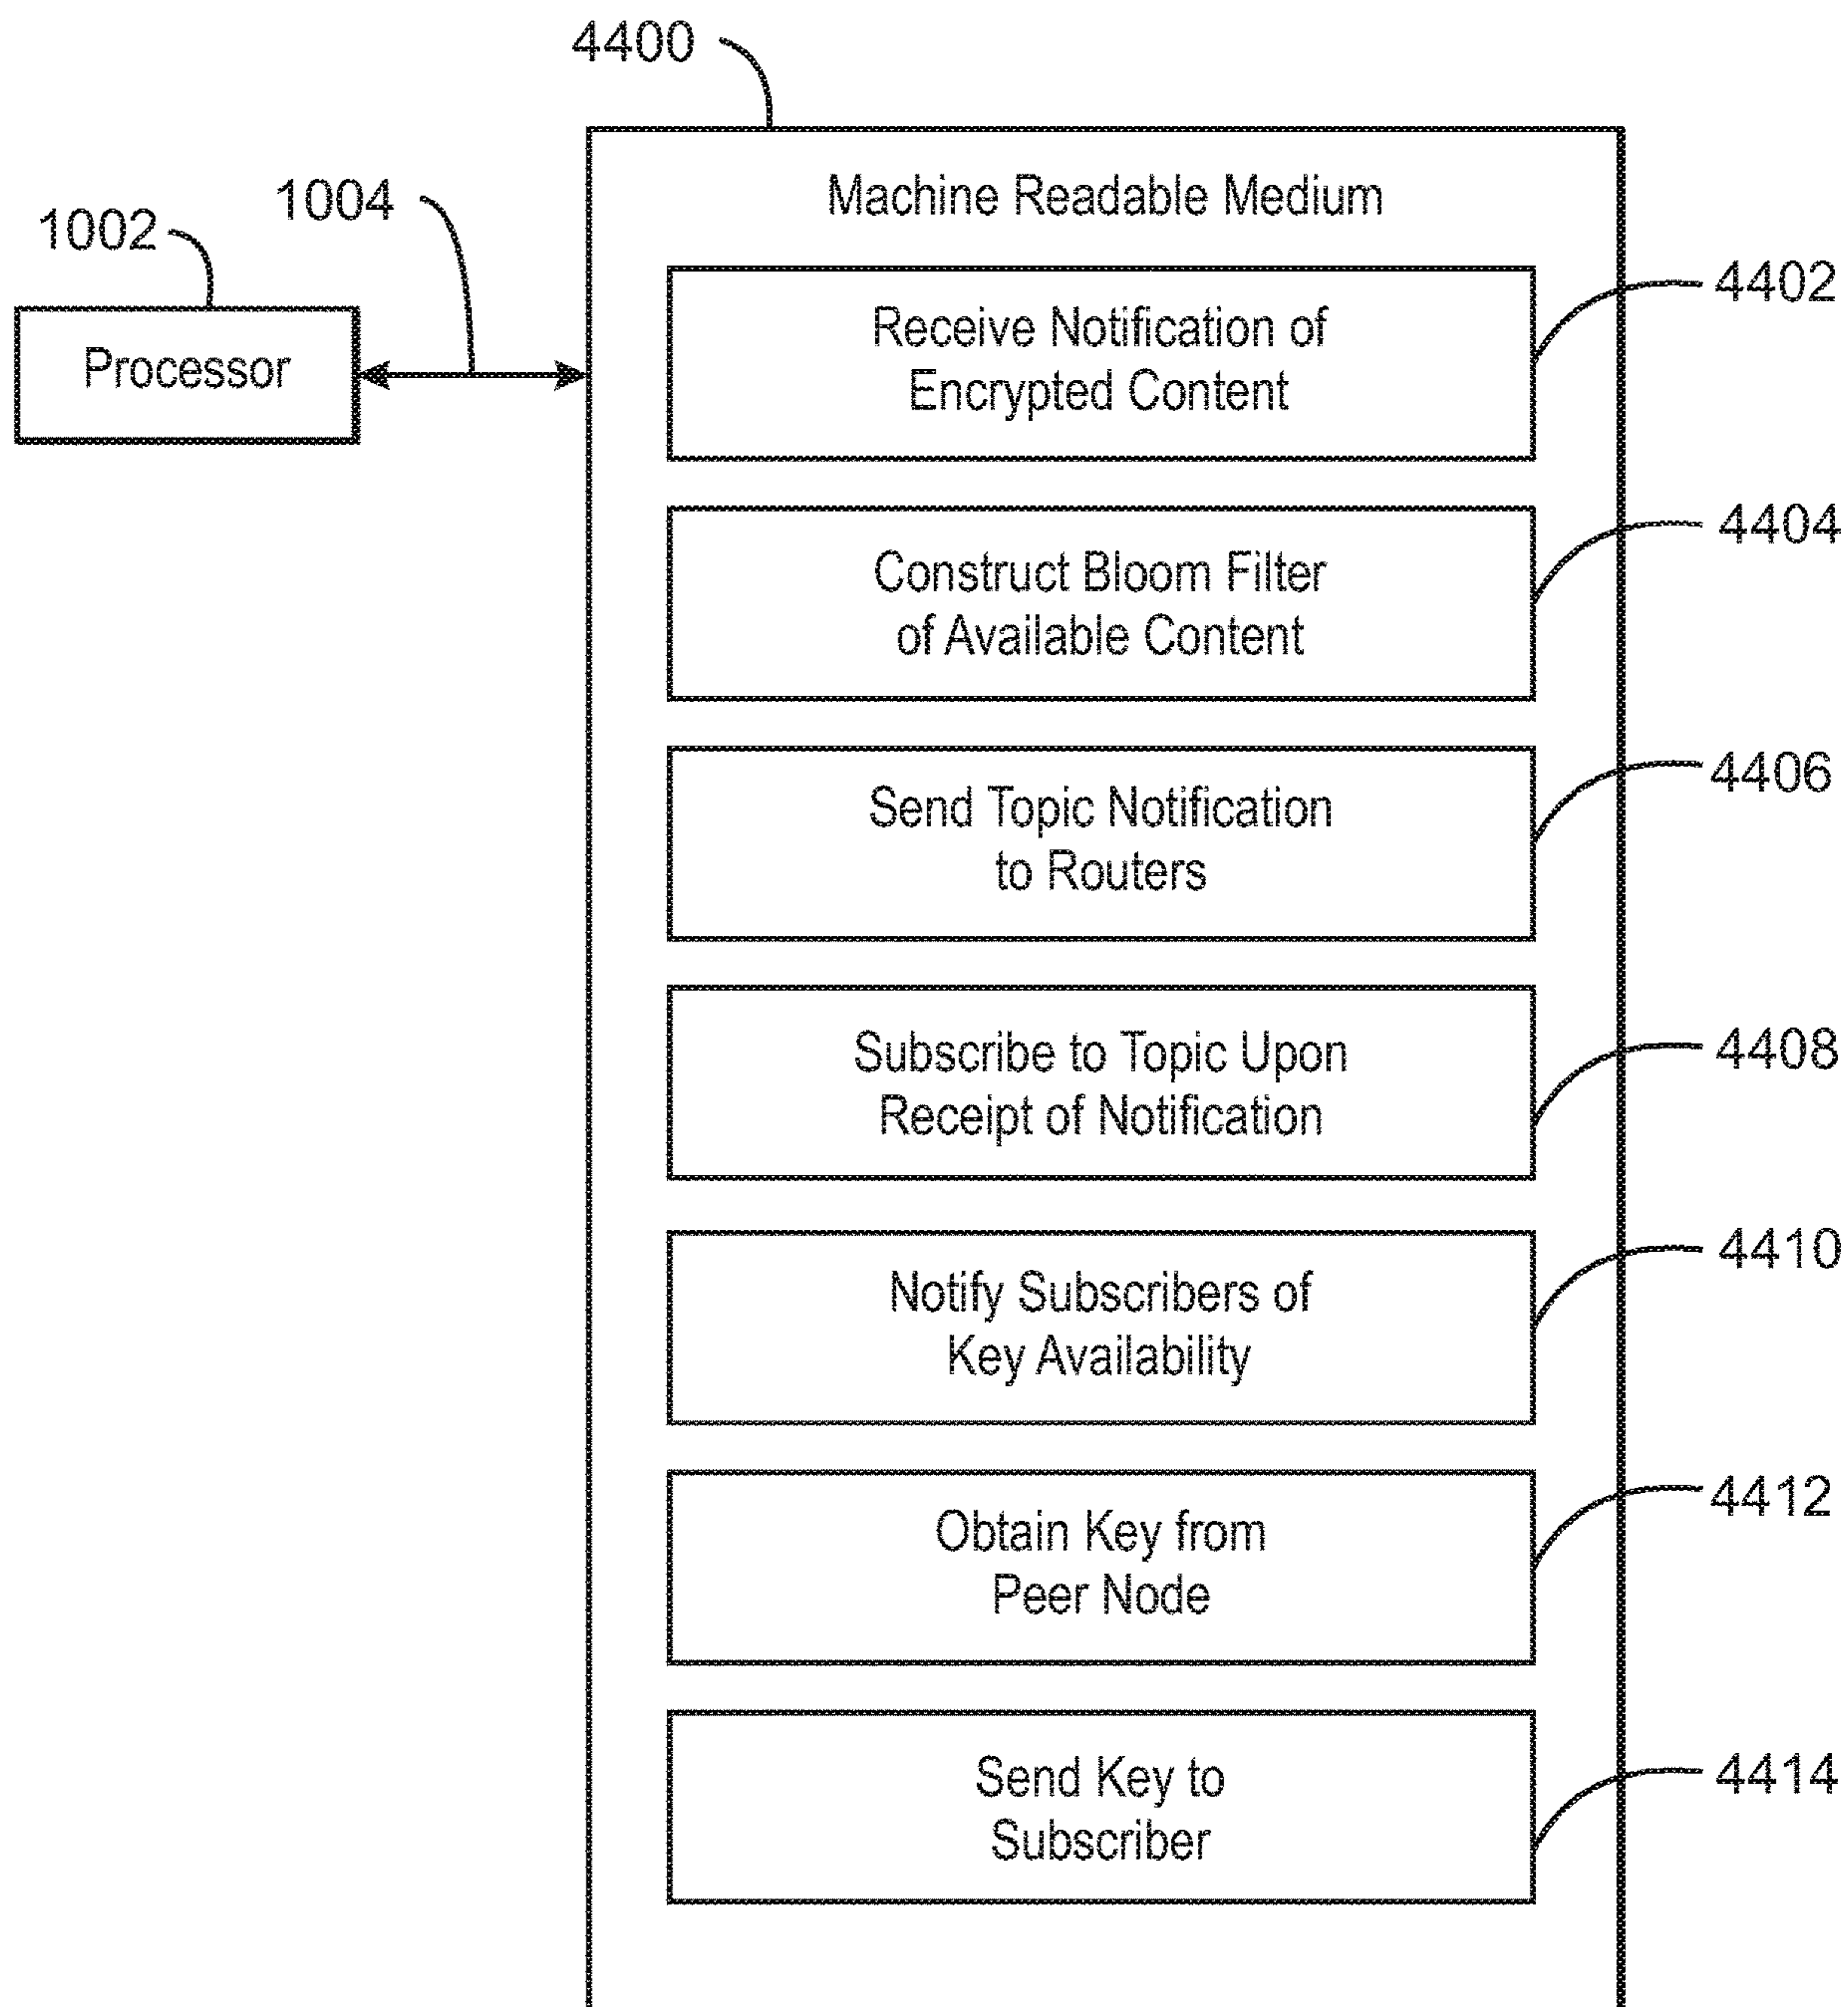 4400
Machine Readable Medium
1004
1002
Processor
Receive Notification of
Encrypted Content
4402
Construct Bloom Filter
of Available Content
4404
Send Topic Notification
to Routers
4406
Subscribe to Topic Upon
Receipt of Notification
4408
Notify Subscribers of
Key Availability
4410
Obtain Key from
Peer Node
4412
Send Key to
Subscriber
4414